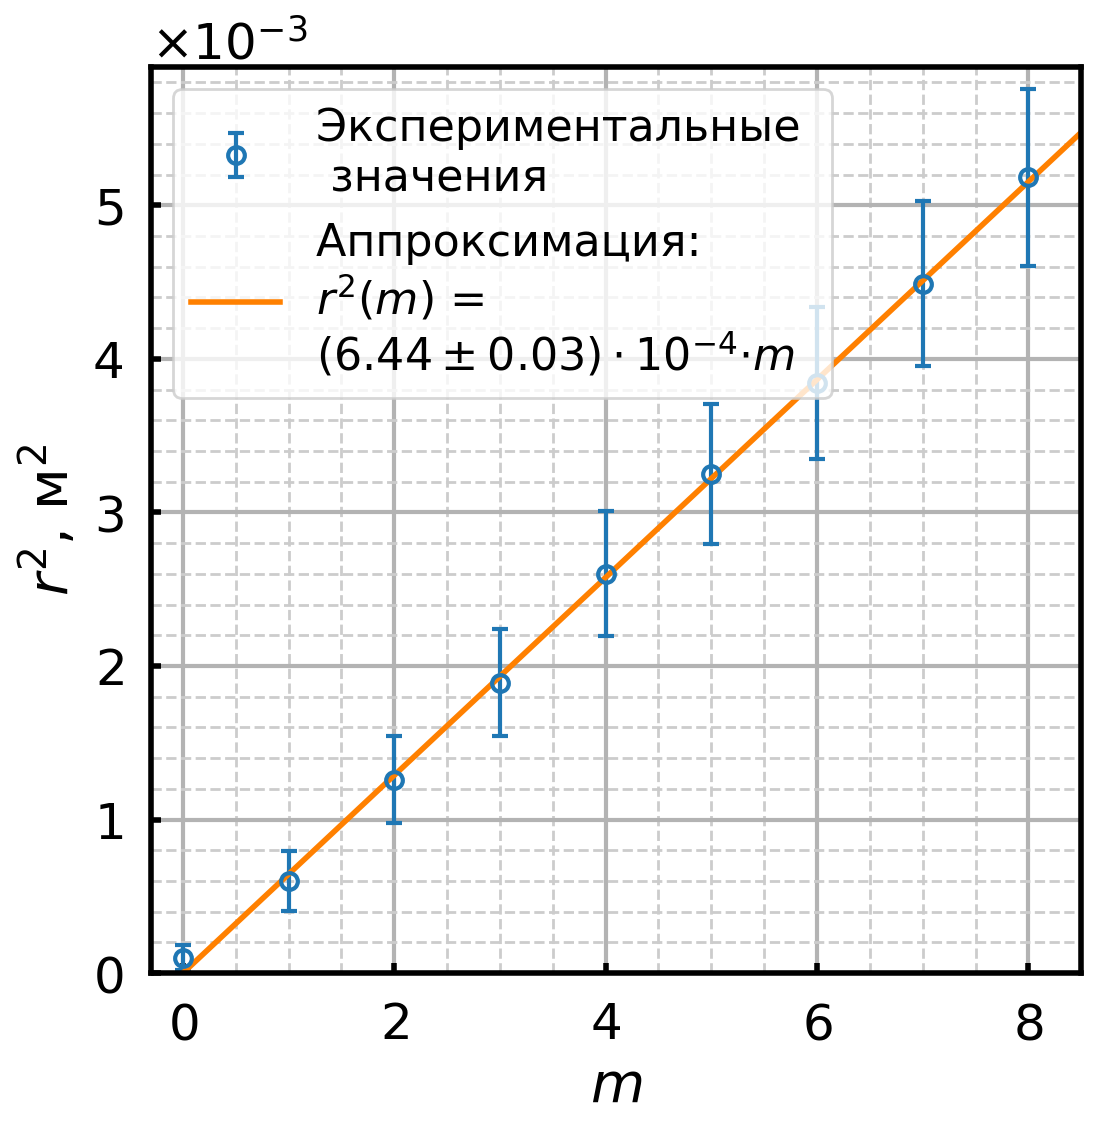 ×10⁻³
Экспериментальные
значения
Аппроксимация:
r²(m) =
(6.44 ± 0.03) · 10⁻⁴·m
5
4
3
2
1
0
r², м²
0 2 4 6 8
m